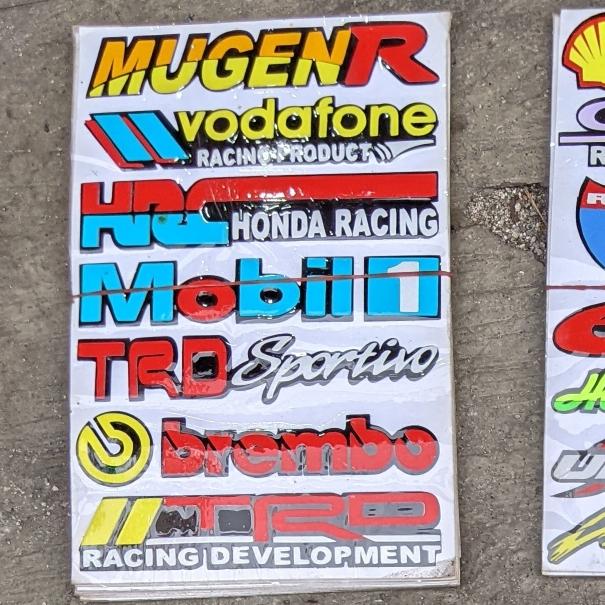 MUGEN R
vodafone
RACING PRODUCT
HRC
HONDA RACING
Mobil 1
TRD Sportivo
brembo
TRD
RACING DEVELOPMENT